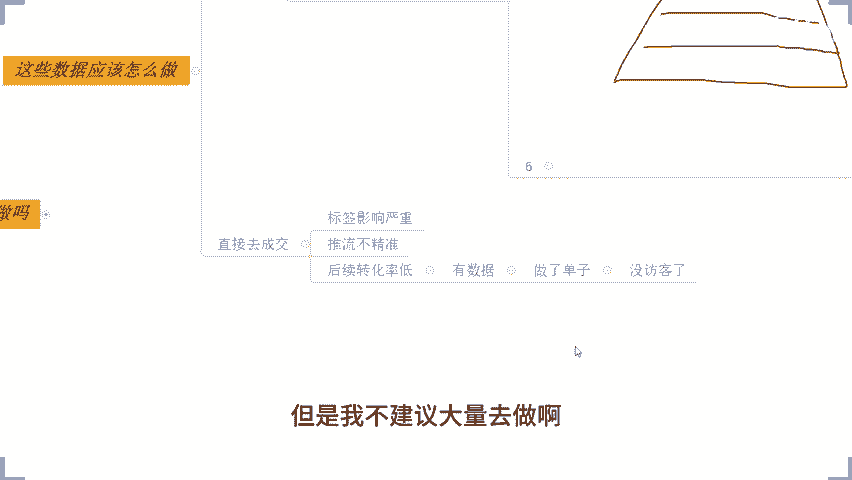 这些数据应该怎么做
6
做吗
标签影响严重
直接去成交
推流不精准
后续转化率低 有数据 做了单子 没访客了
但是我不建议大量去做啊